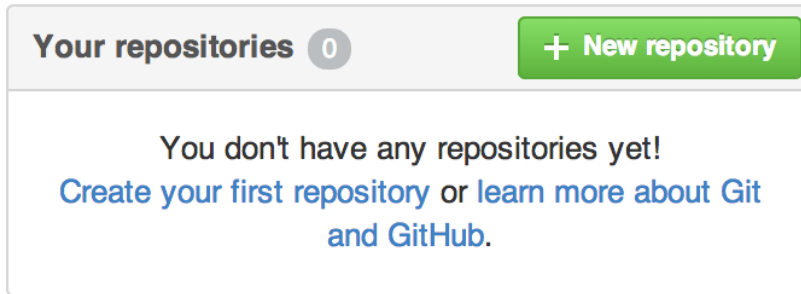 Your repositories 0
+ New repository
You don't have any repositories yet!
Create your first repository or learn more about Git
and GitHub.